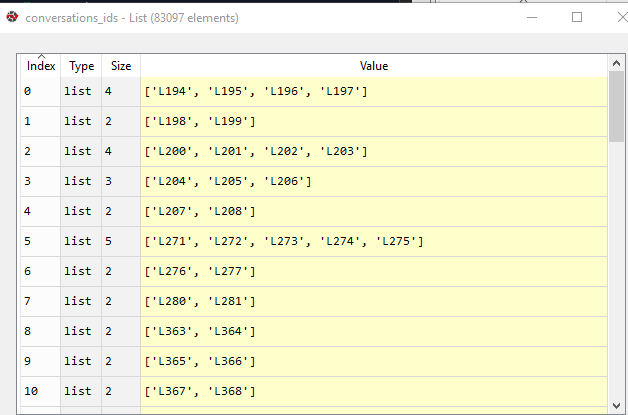 conversations_ids - List (83097 elements)
Index Type Size Value
0 list 4 ['L194', 'L195', 'L196', 'L197']
1 list 2 ['L198', 'L199']
2 list 4 ['L200', 'L201', 'L202', 'L203']
3 list 3 ['L204', 'L205', 'L206']
4 list 2 ['L207', 'L208']
5 list 5 ['L271', 'L272', 'L273', 'L274', 'L275']
6 list 2 ['L276', 'L277']
7 list 2 ['L280', 'L281']
8 list 2 ['L363', 'L364']
9 list 2 ['L365', 'L366']
10 list 2 ['L367', 'L368']